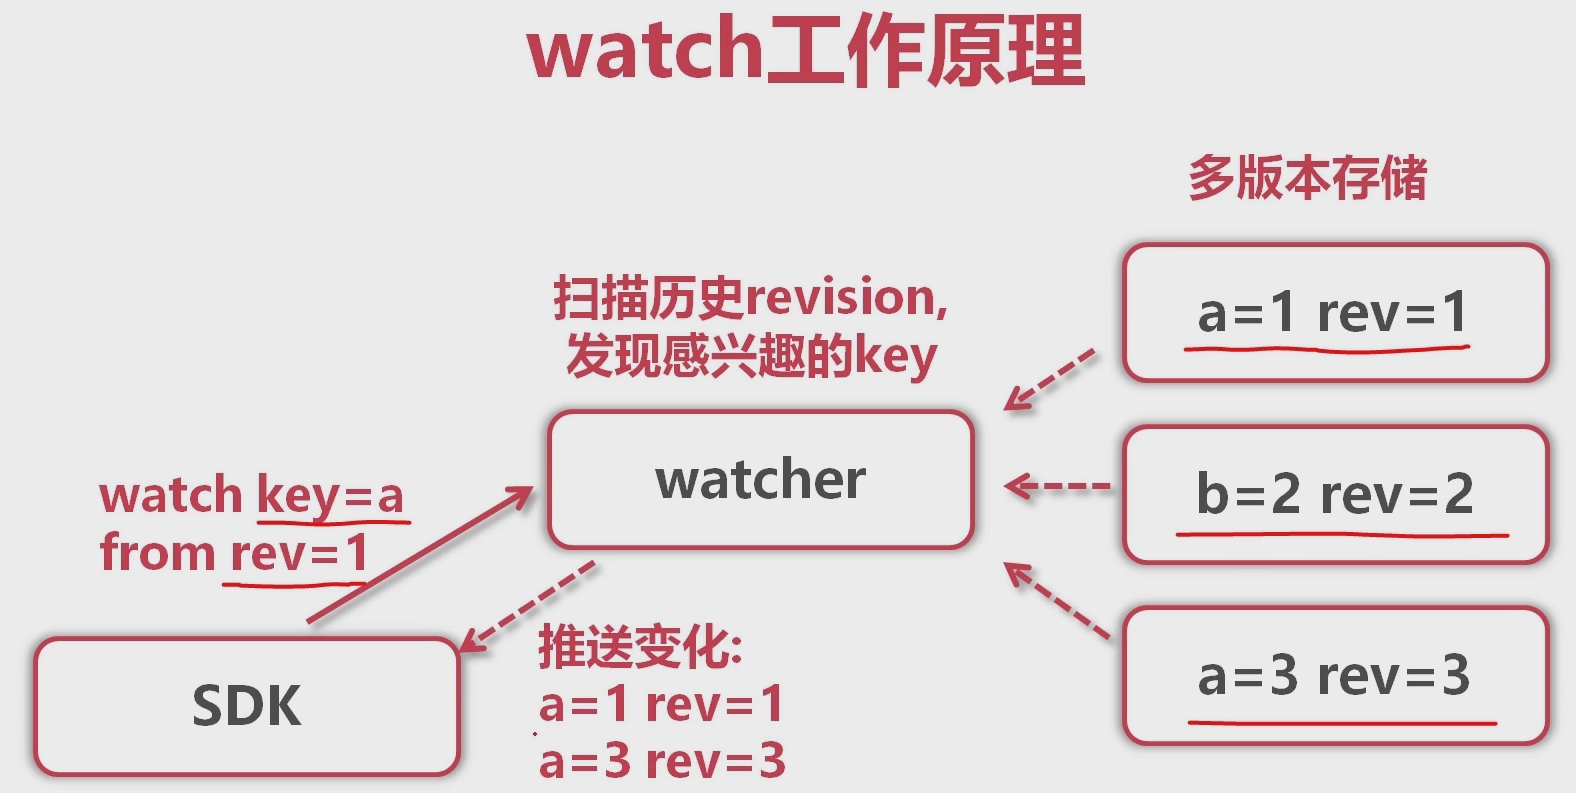 watch工作原理
多版本存储
扫描历史revision,
发现感兴趣的key
a=1 rev=1
watcher
b=2 rev=2
watch key=a
from rev=1
推送变化:
a=1 rev=1
a=3 rev=3
SDK
a=3 rev=3